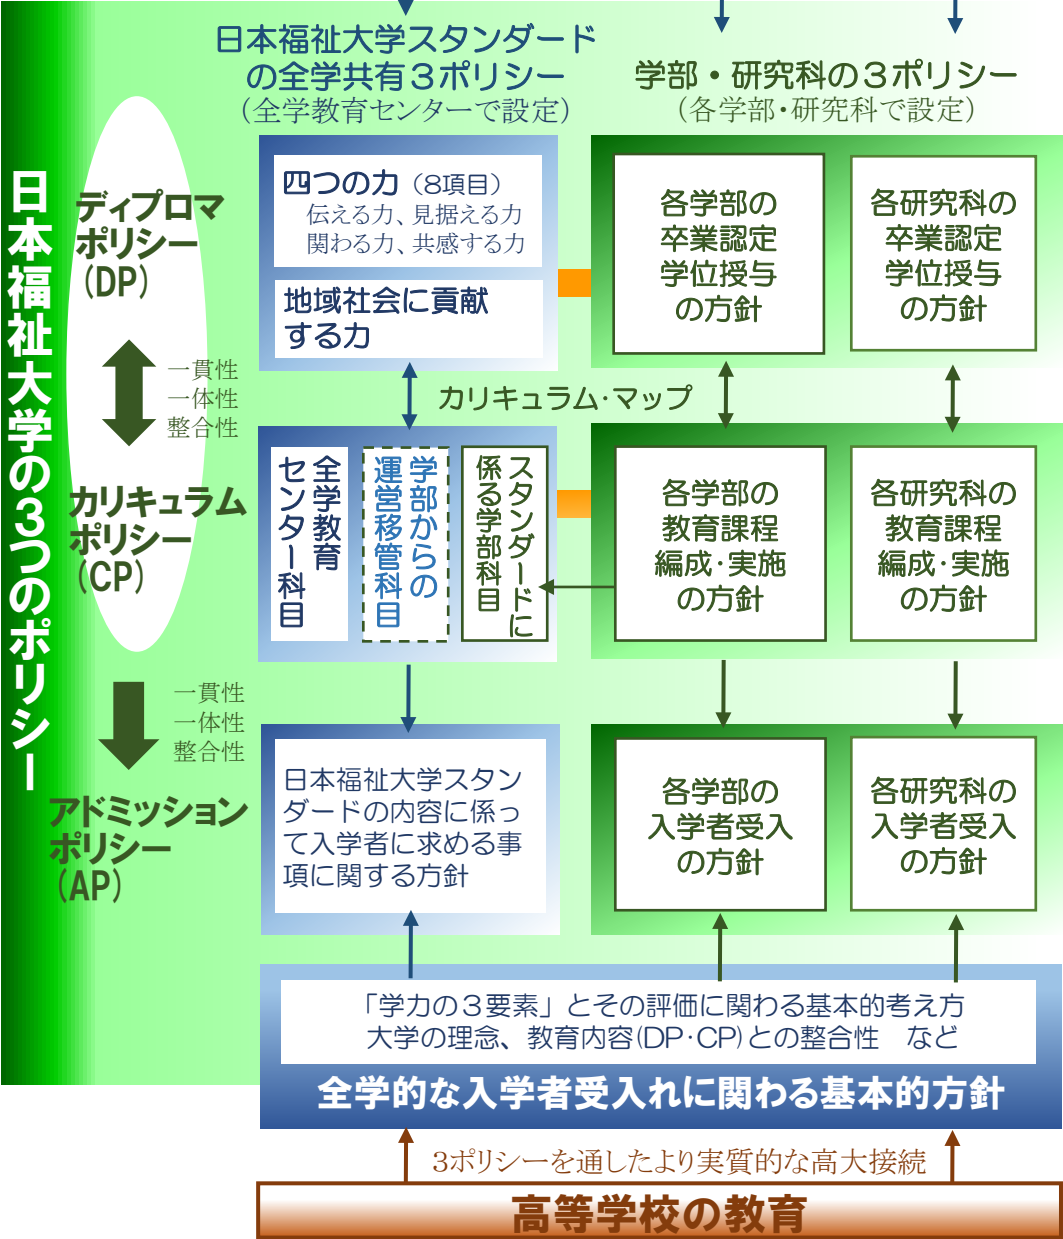 日本福祉大学スタンダード
の全学共有３ポリシー
（全学教育センターで設定）
学部・研究科の３ポリシー
（各学部・研究科で設定）
日本福祉大学の３つのポリシー
ディプロマ
ポリシー
(DP)
四つの力（8項目）
伝える力、見据える力
関わる力、共感する力
地域社会に貢献
する力
各学部の
卒業認定
学位授与
の方針
各研究科の
卒業認定
学位授与
の方針
一貫性
一体性
整合性
カリキュラム・マップ
カリキュラム
ポリシー
(CP)
全学教育
センター科目
学部からの
運営移管科目
スタンダードに
係る学部科目
各学部の
教育課程
編成・実施
の方針
各研究科の
教育課程
編成・実施
の方針
一貫性
一体性
整合性
アドミッション
ポリシー
(AP)
日本福祉大学スタン
ダードの内容に係っ
て入学者に求める事
項に関する方針
各学部の
入学者受入
の方針
各研究科の
入学者受入
の方針
「学力の３要素」とその評価に関わる基本的考え方
大学の理念、教育内容(DP・CP)との整合性　など
全学的な入学者受入れに関わる基本的方針
3ポリシーを通したより実質的な高大接続
高等学校の教育